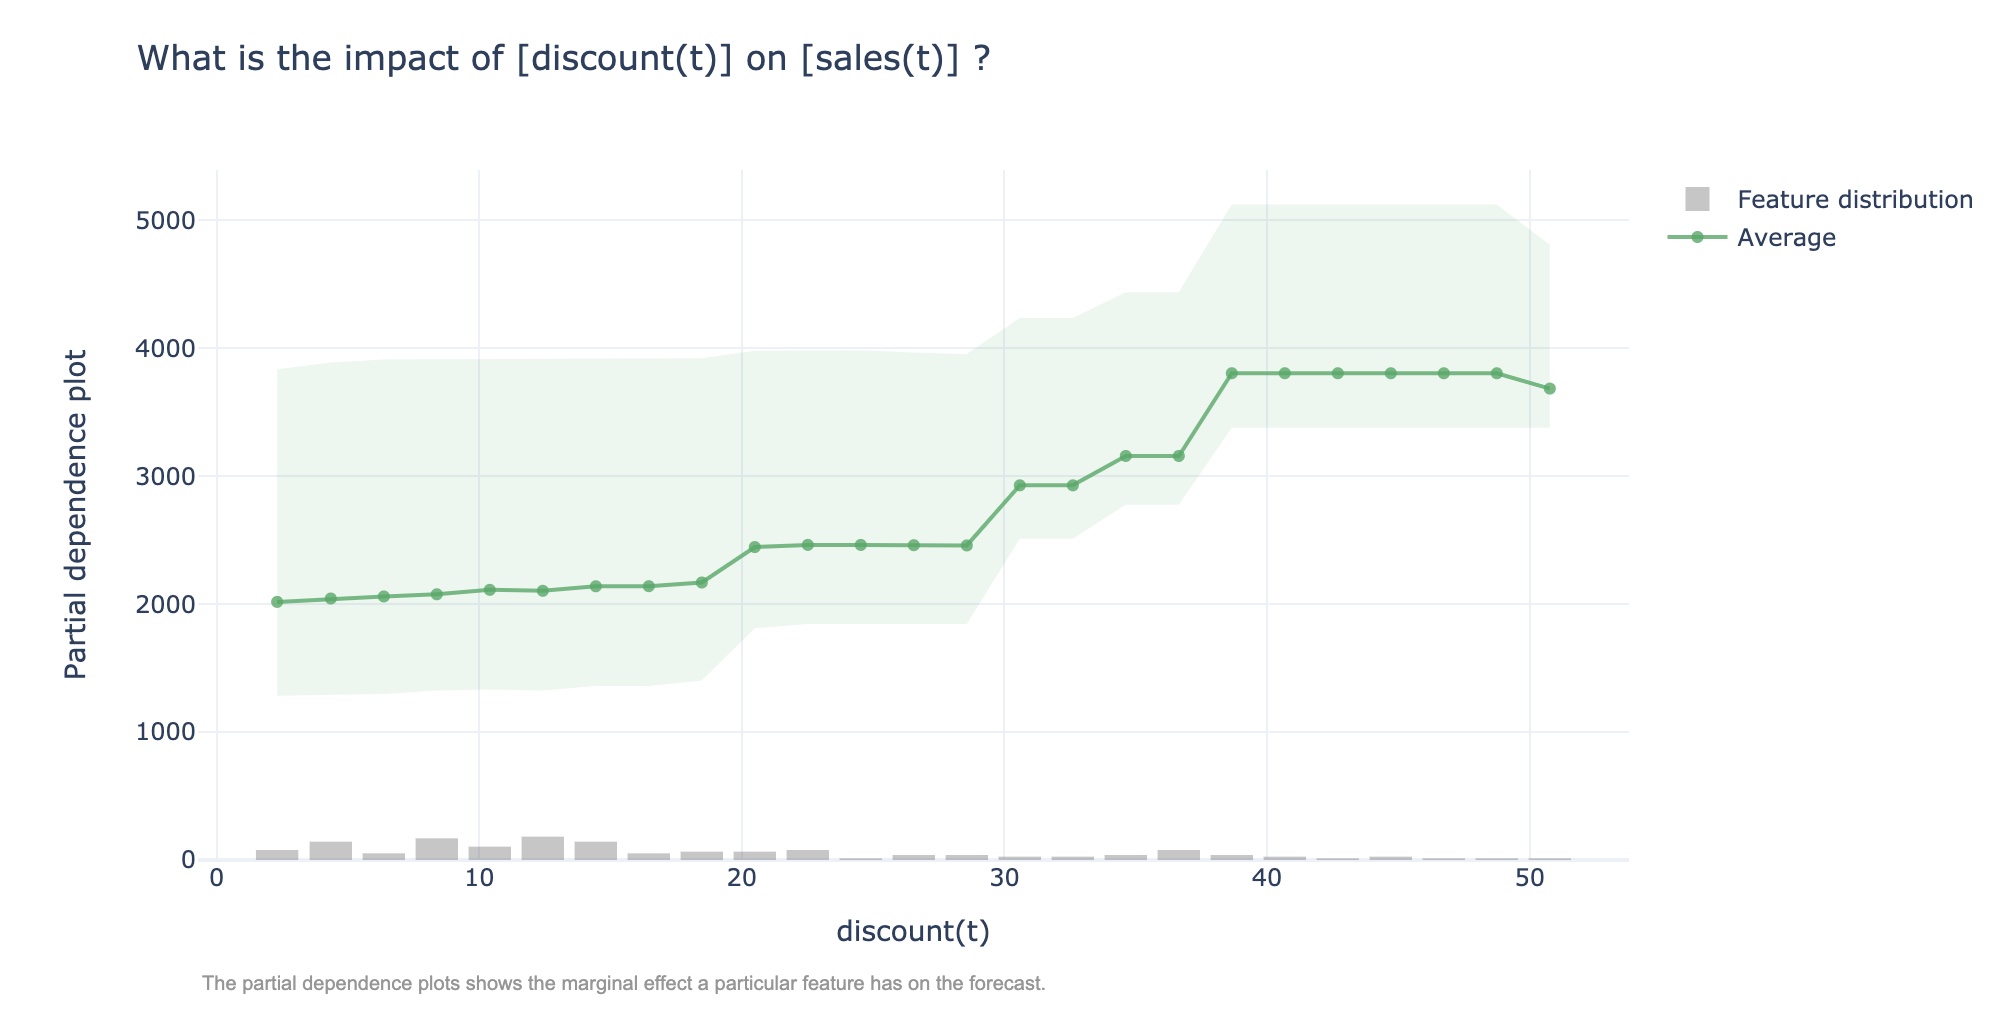 What is the impact of [discount(t)] on [sales(t)] ?
Feature distribution
Average
5000
4000
3000
2000
1000
0
Partial dependence plot
0 10 20 30 40 50
discount(t)
The partial dependence plots shows the marginal effect a particular feature has on the forecast.